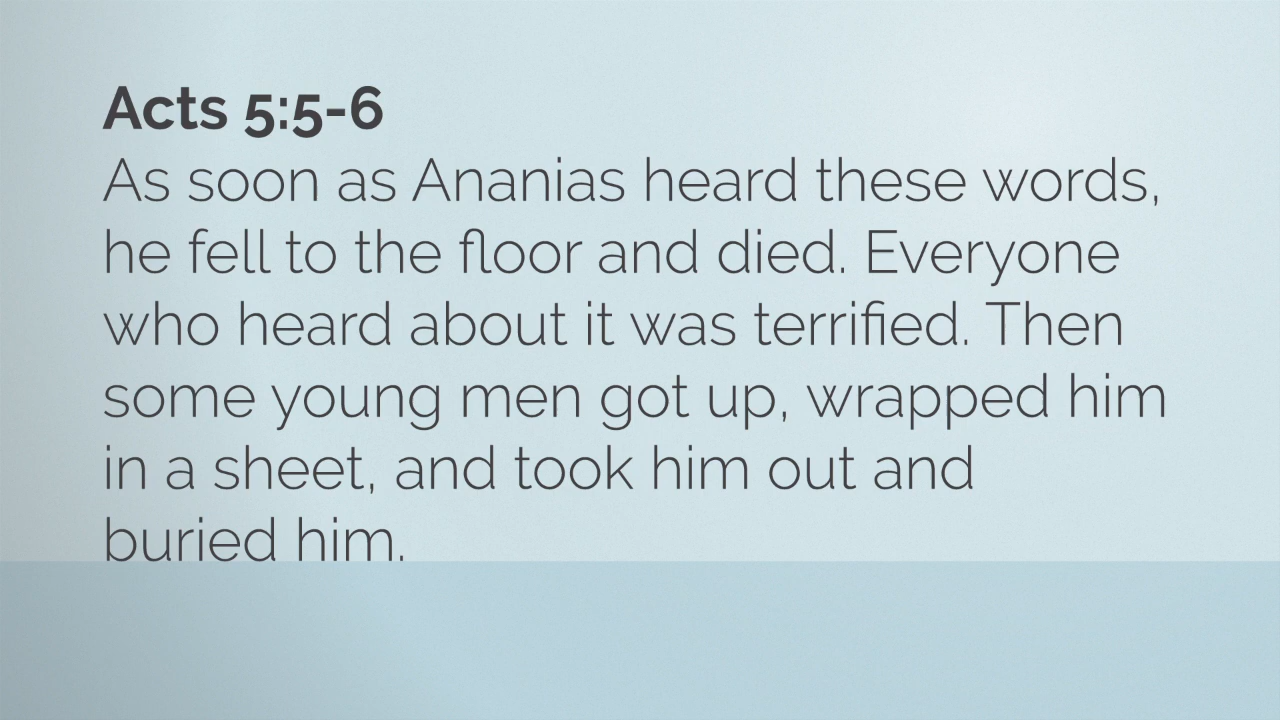 Acts 5:5-6
As soon as Ananias heard these words,
he fell to the floor and died. Everyone
who heard about it was terrified. Then
some young men got up, wrapped him
in a sheet, and took him out and
buried him.